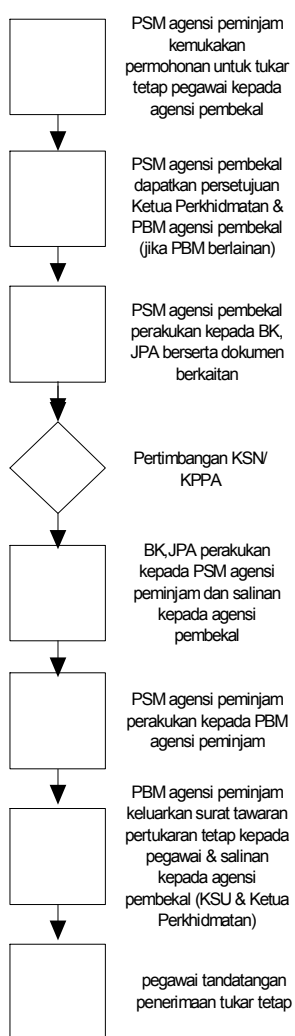 PSM agensi peminjam
kemukakan
permohonan untuk tukar
tetap pegawai kepada
agensi pembekal
PSM agensi pembekal
dapatkan persetujuan
Ketua Perkhidmatan &
PBM agensi pembekal
(jika PBM berlainan)
PSM agensi pembekal
perakukan kepada BK,
JPA berserta dokumen
berkaitan
Pertimbangan KSN/
KPPA
BK,JPA perakukan
kepada PSM agensi
peminjam dan salinan
kepada agensi
pembekal
PSM agensi peminjam
perakukan kepada PBM
agensi peminjam
PBM agensi peminjam
keluarkan surat tawaran
pertukaran tetap kepada
pegawai & salinan
kepada agensi
pembekal (KSU & Ketua
Perkhidmatan)
pegawai tandatangan
penerimaan tukar tetap